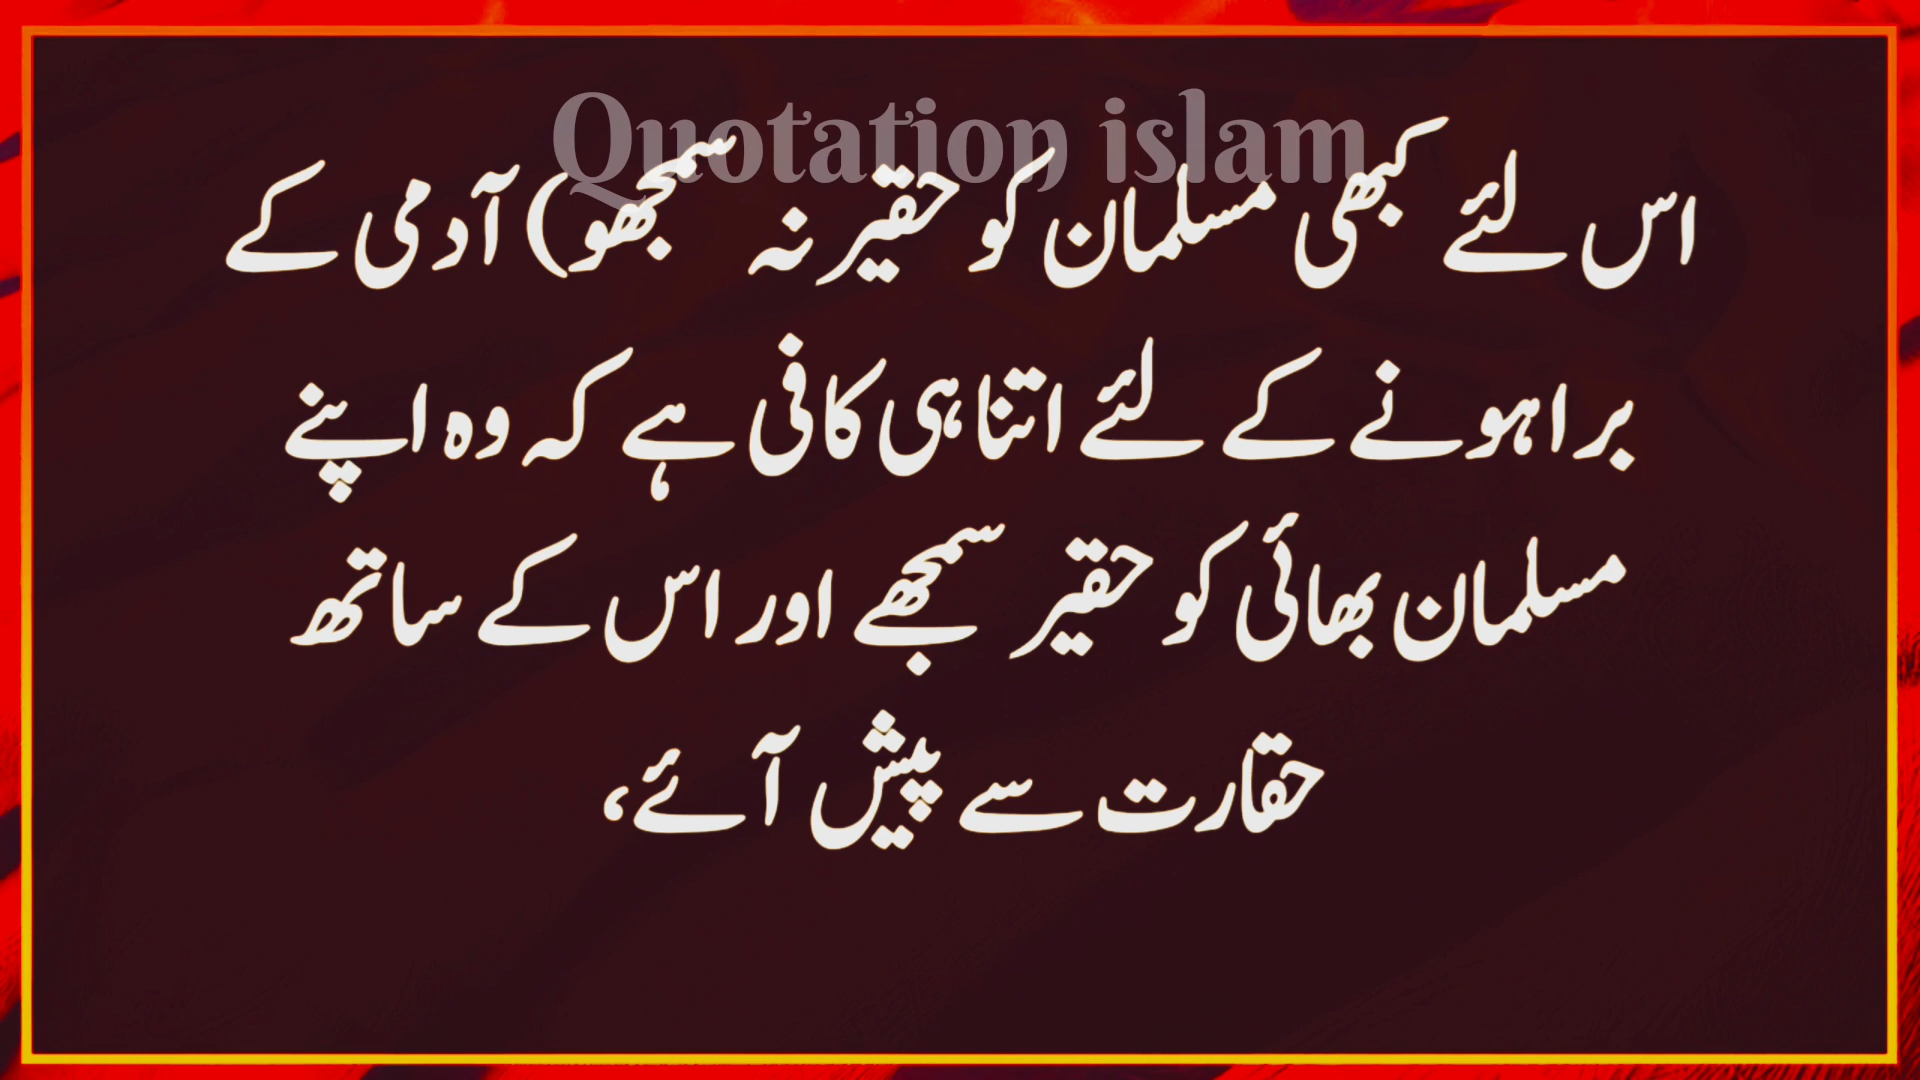 Quotation islam
اس لئے کبھی مسلمان کو حقیر نہ سمجھو) آدمی کے
برا ہونے کے لئے اتنا ہی کافی ہے کہ وہ اپنے
مسلمان بھائی کو حقیر سمجھے اور اس کے ساتھ
حقارت سے پیش آئے،